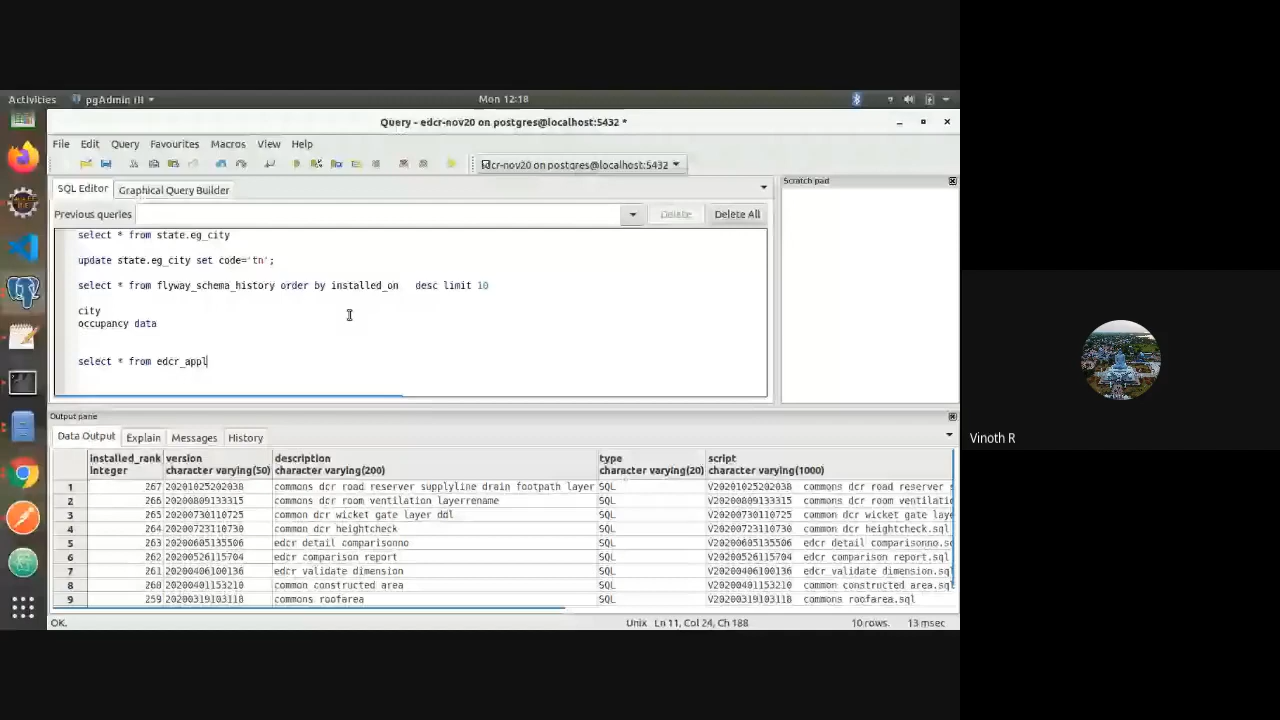 Activities pgAdmin III Mon 12:18
Query - edcr-nov20 on postgres@localhost:5432 *
File Edit Query Favourites Macros View Help
edcr-nov20 on postgres@localhost:5432
SQL Editor Graphical Query Builder
Scratch pad
Previous queries Delete Delete All
select * from state.eg_city
update state.eg_city set code='tn';
select * from flyway_schema_history order by installed_on desc limit 10
city
occupancy data
select * from edcr_appl
Output pane
Data Output Explain Messages History
installed_rank version description type script
integer character varying(50) character varying(200) character varying(20) character varying(1000)
1 267 20201025202038 commons dcr road reserver supplyline drain footpath layer SQL V20201025202038 commons dcr road reserver s
2 266 20200809133315 commons dcr room ventilation layerrename SQL V20200809133315 commons dcr room ventilatio
3 265 20200730110725 common dcr wicket gate layer ddl SQL V20200730110725 common dcr wicket gate laye
4 264 20200723110730 common dcr heightcheck SQL V20200723110730 common dcr heightcheck.sql
5 263 20200605135506 edcr detail comparisonno SQL V20200605135506 edcr detail comparisonno.sq
6 262 20200526115704 edcr comparison report SQL V20200526115704 edcr comparison report.sql
7 261 20200406100136 edcr validate dimension SQL V20200406100136 edcr validate dimension.sql
8 260 20200401153210 common constructed area SQL V20200401153210 common constructed area.sql
9 259 20200319103118 commons roofarea SQL V20200319103118 commons roofarea.sql
OK. Unix Ln 11, Col 24, Ch 188 10 rows. 13 msec
Vinoth R